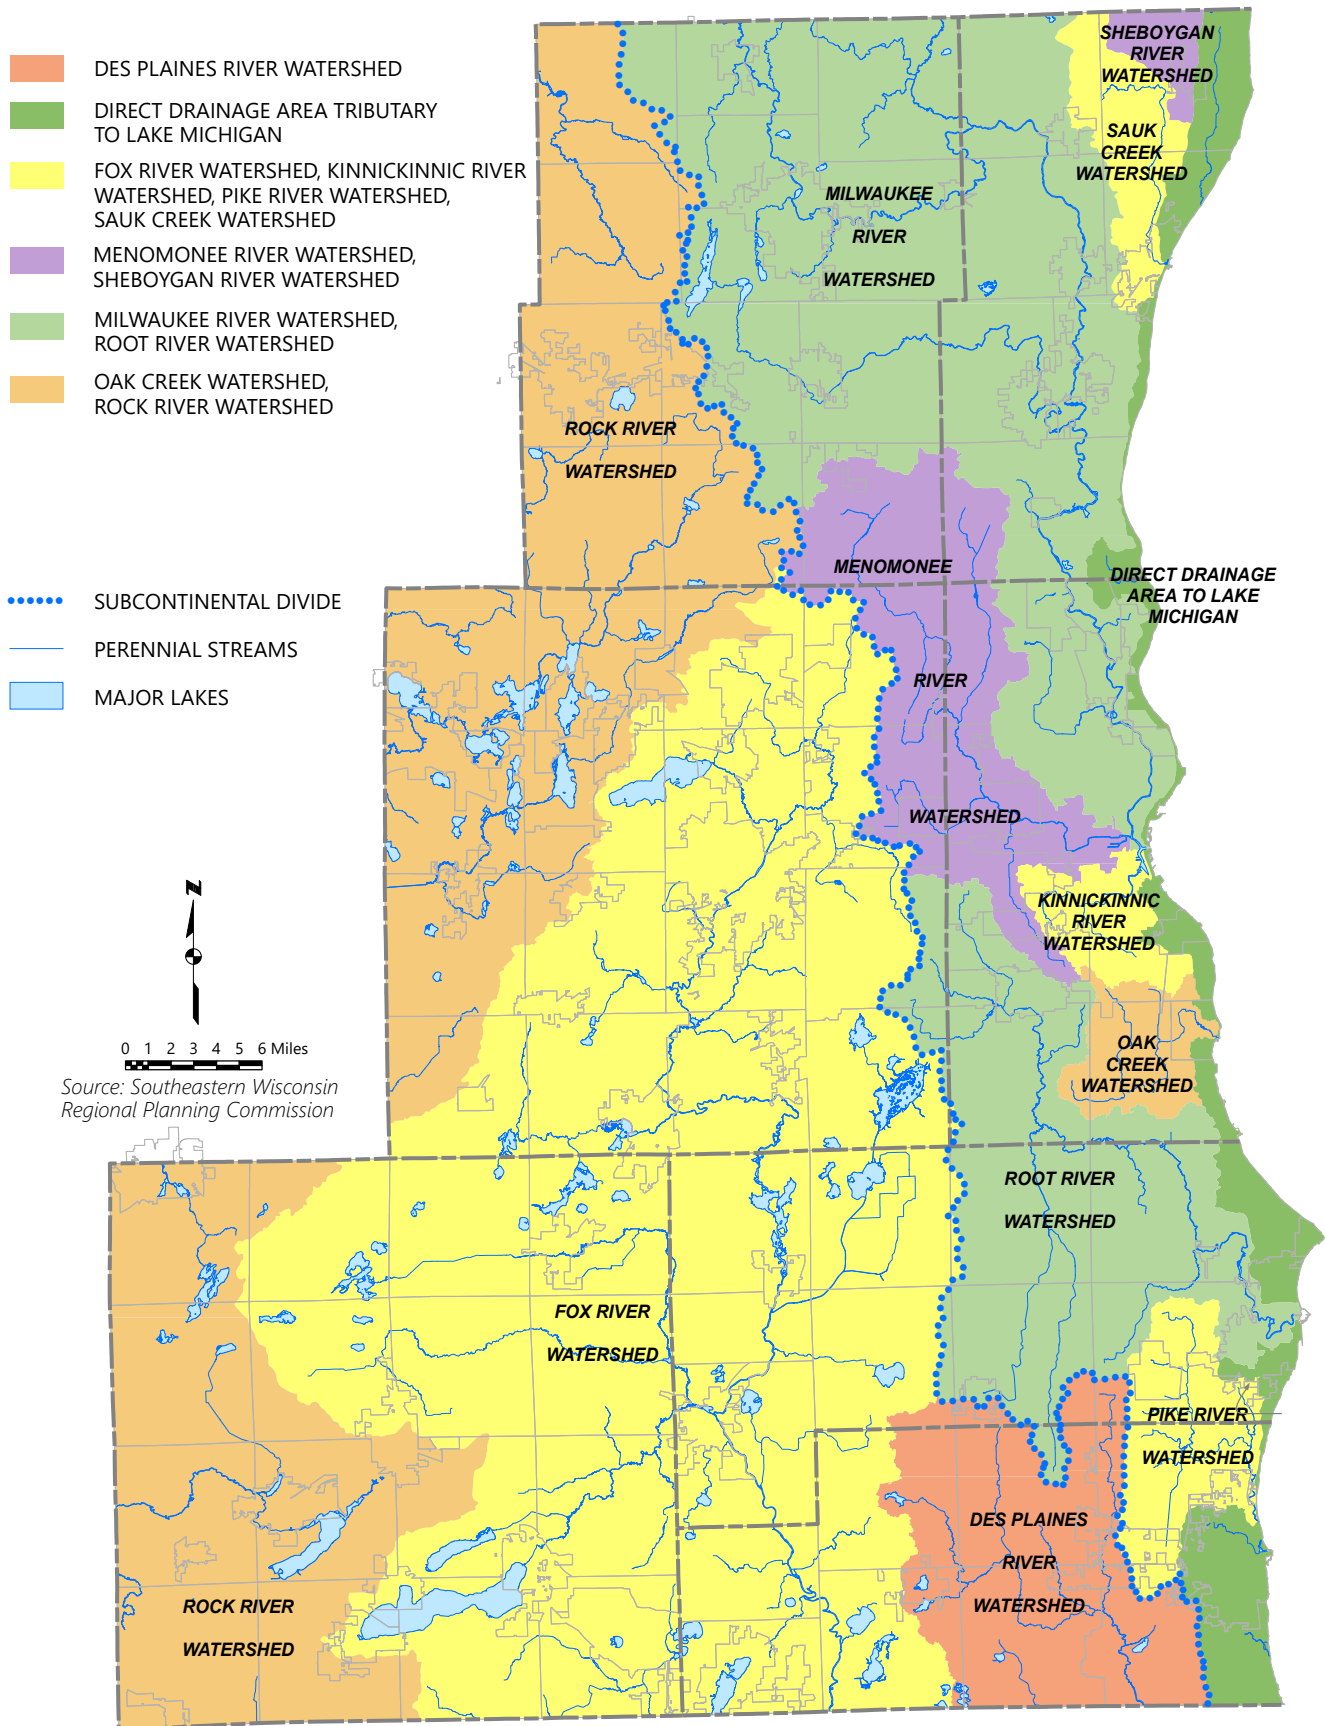 DES PLAINES RIVER WATERSHED
DIRECT DRAINAGE AREA TRIBUTARY
TO LAKE MICHIGAN
FOX RIVER WATERSHED, KINNICKINNIC RIVER
WATERSHED, PIKE RIVER WATERSHED,
SAUK CREEK WATERSHED
MENOMONEE RIVER WATERSHED,
SHEBOYGAN RIVER WATERSHED
MILWAUKEE RIVER WATERSHED,
ROOT RIVER WATERSHED
OAK CREEK WATERSHED,
ROCK RIVER WATERSHED
SUBCONTINENTAL DIVIDE
PERENNIAL STREAMS
MAJOR LAKES
N
0 1 2 3 4 5 6 Miles
Source: Southeastern Wisconsin
Regional Planning Commission
SHEBOYGAN
RIVER
WATERSHED
SAUK
CREEK
WATERSHED
MILWAUKEE
RIVER
WATERSHED
ROCK RIVER
WATERSHED
MENOMONEE
RIVER
WATERSHED
DIRECT DRAINAGE
AREA TO LAKE
MICHIGAN
KINNICKINNIC
RIVER
WATERSHED
OAK
CREEK
WATERSHED
ROOT RIVER
WATERSHED
FOX RIVER
WATERSHED
PIKE RIVER
WATERSHED
DES PLAINES
RIVER
WATERSHED
ROCK RIVER
WATERSHED